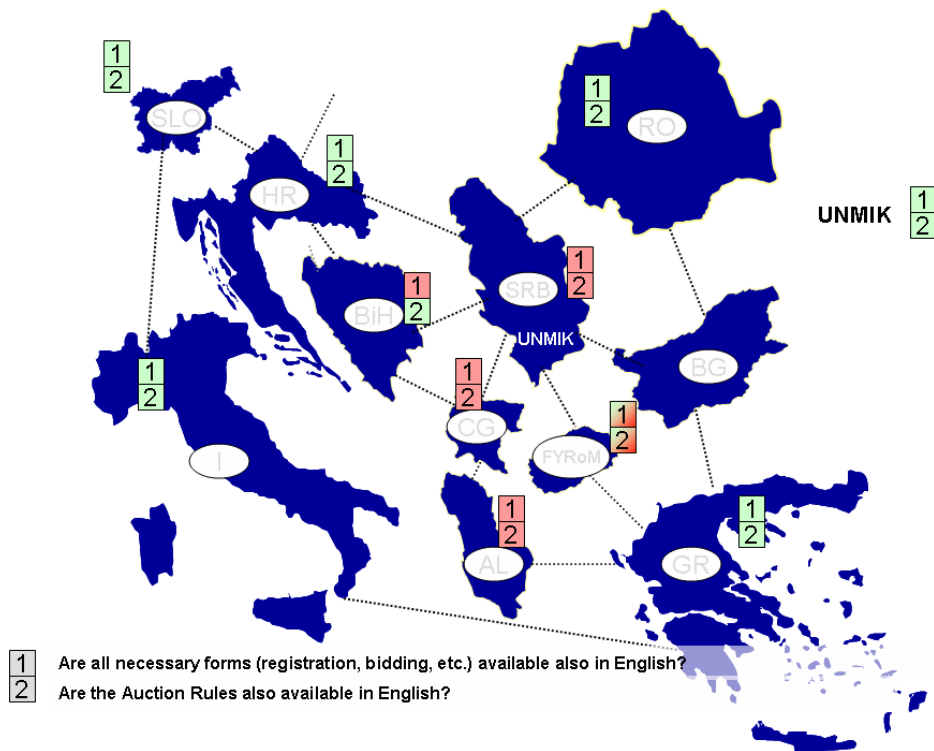 1
2
SLO
1
2
RO
1
2
HR
1
2
UNMIK
1
2
SRB
1
2
BiH
UNMIK
1
2
BG
1
2
CG
1
2
FYRoM
1
2
I
1
2
AL
1
2
GR
1 Are all necessary forms (registration, bidding, etc.) available also in English?
2 Are the Auction Rules also available in English?